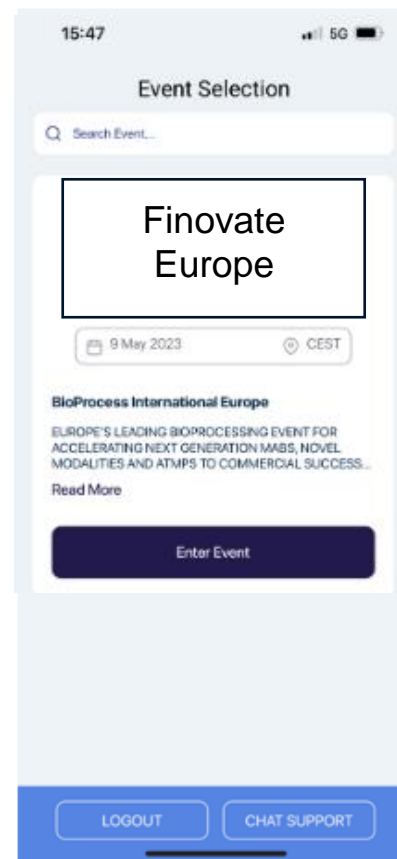 15:47 5G
Event Selection
Search Event...
Finovate
Europe
9 May 2023 CEST
BioProcess International Europe
EUROPE'S LEADING BIOPROCESSING EVENT FOR
ACCELERATING NEXT GENERATION MABS, NOVEL
MODALITIES AND ATMPS TO COMMERCIAL SUCCESS...
Read More
Enter Event
LOGOUT CHAT SUPPORT